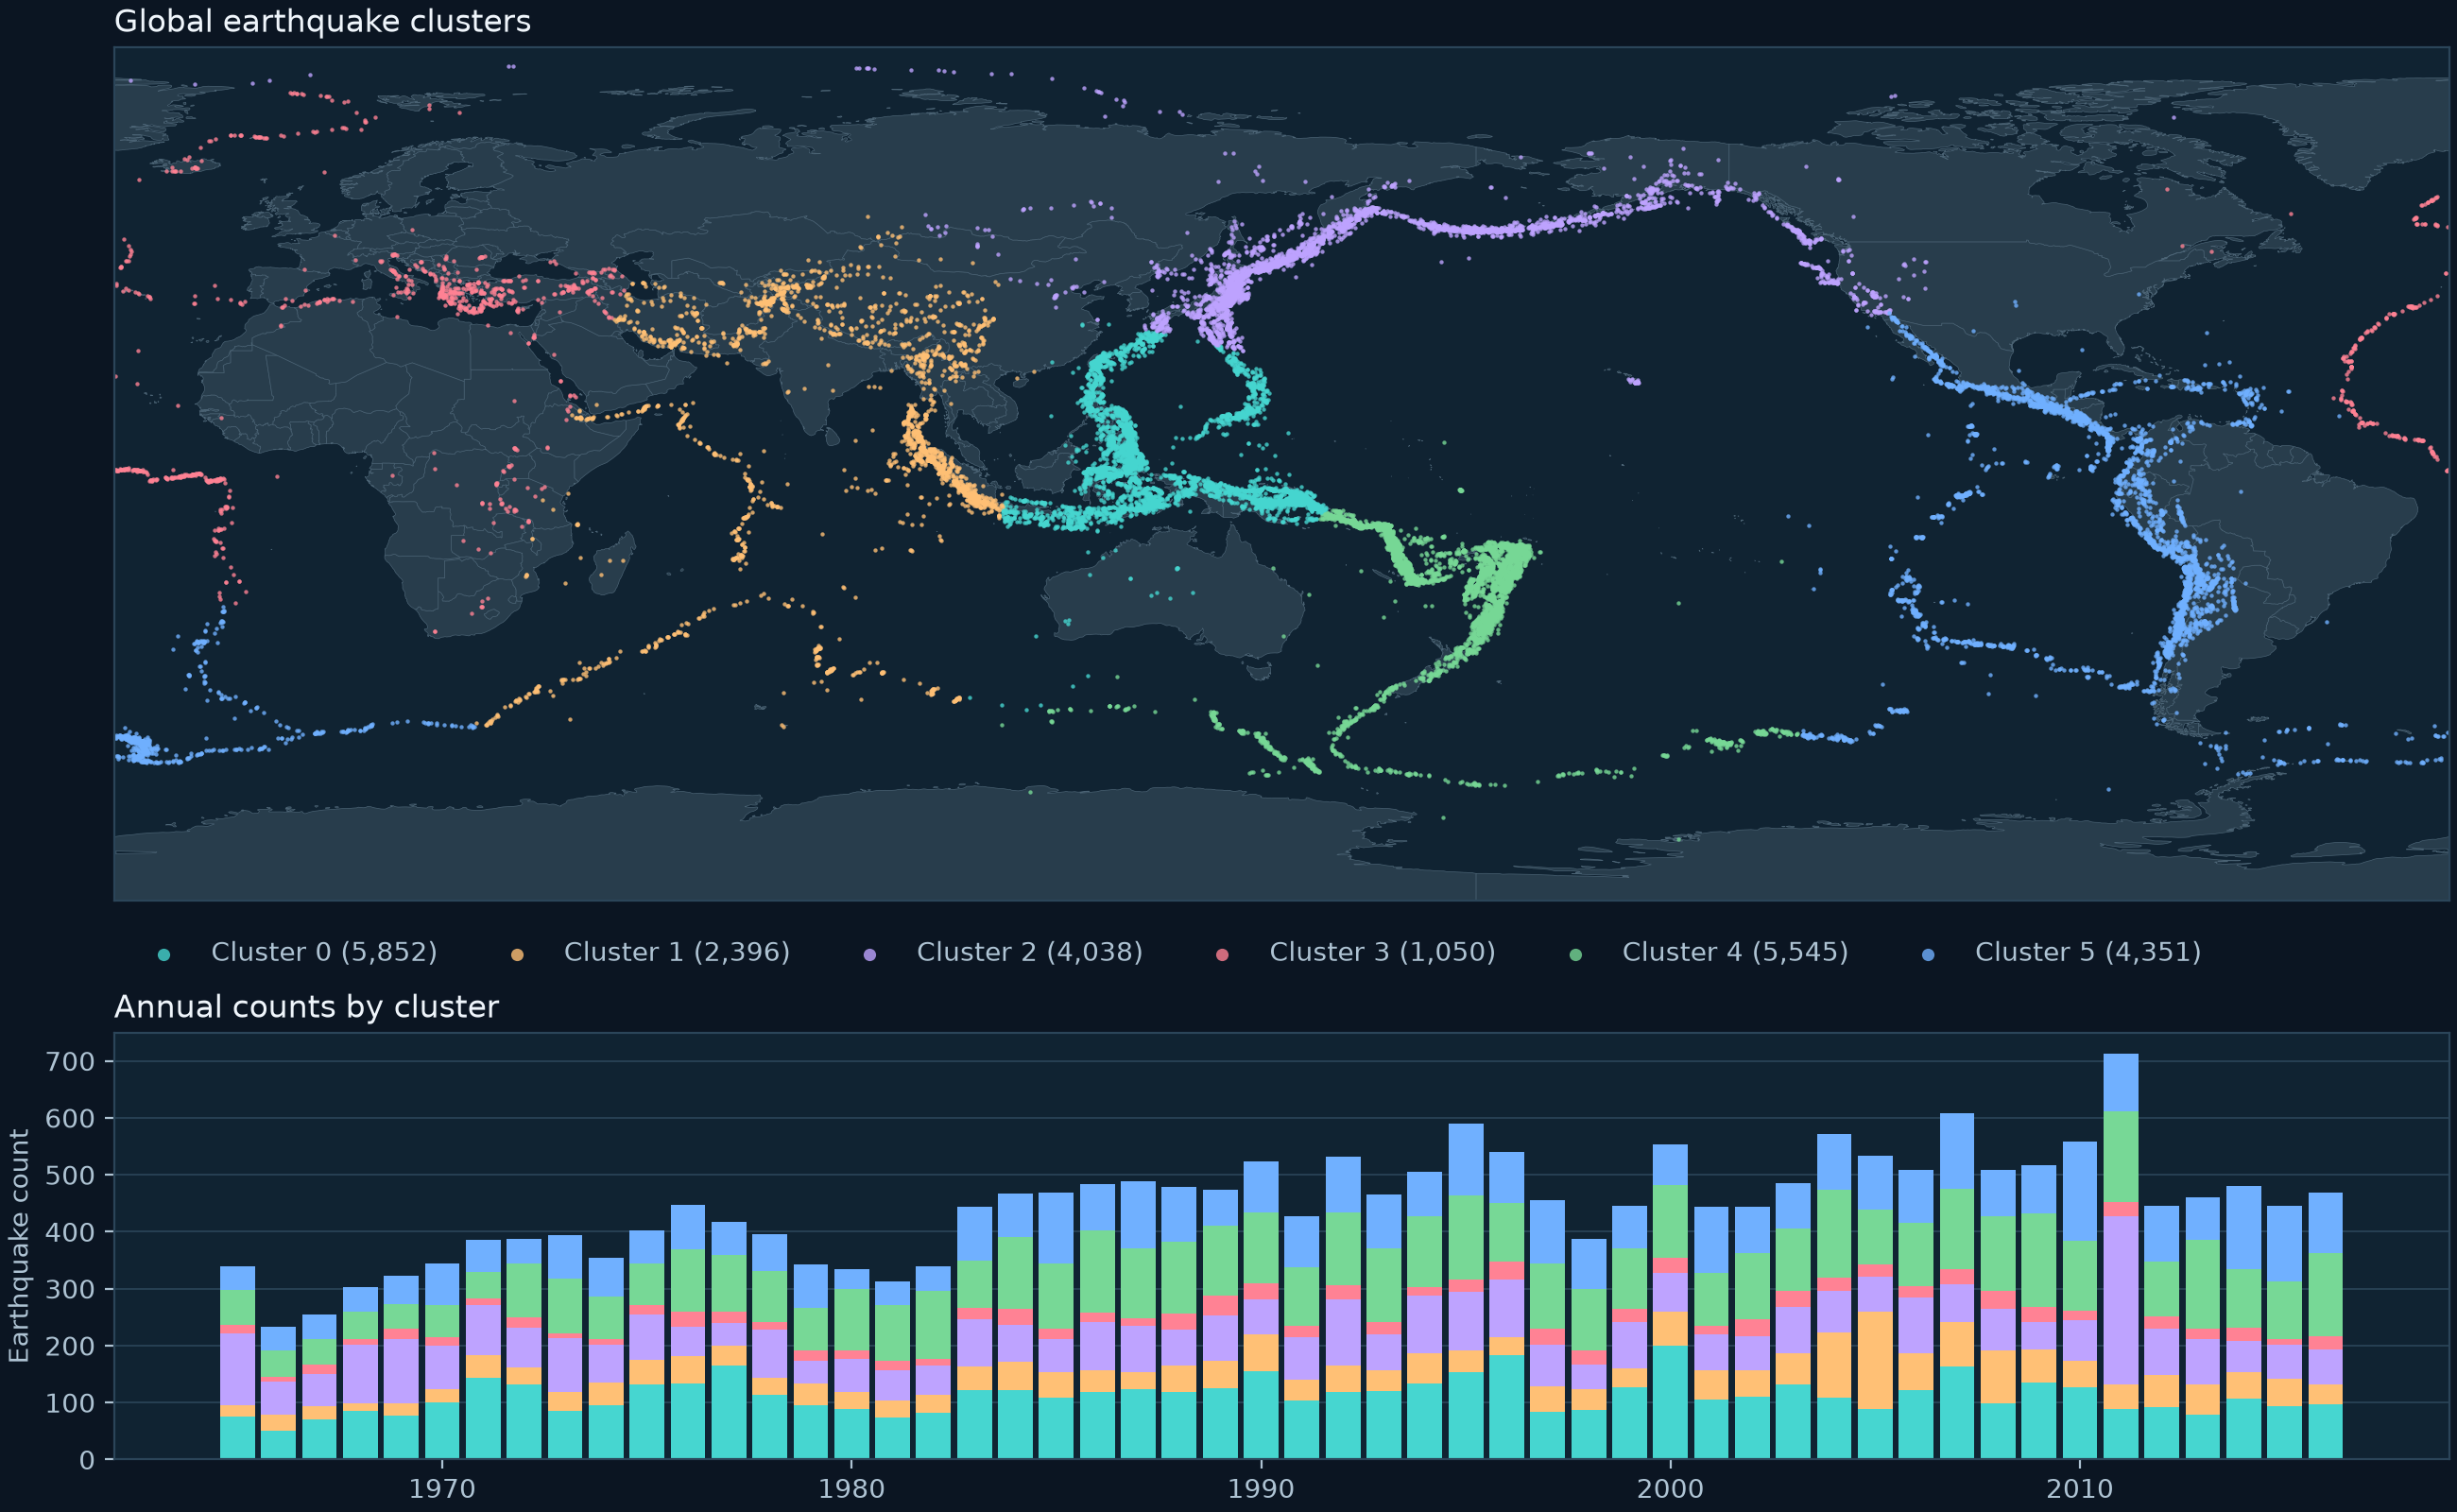 Global earthquake clusters
Cluster 0 (5,852)
Cluster 1 (2,396)
Cluster 2 (4,038)
Cluster 3 (1,050)
Cluster 4 (5,545)
Cluster 5 (4,351)
Annual counts by cluster
Earthquake count
700
600
500
400
300
200
100
0
1970
1980
1990
2000
2010